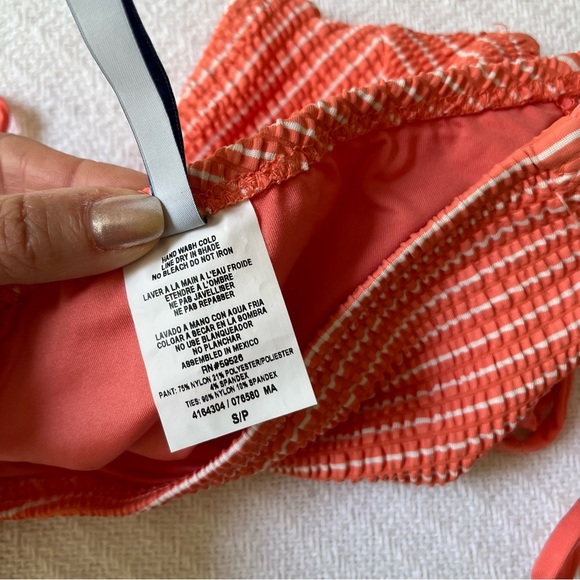 HAND WASH COLD
LINE DRY IN SHADE
NO BLEACH DO NOT IRON
LAVER A LA MAIN A L'EAU FROIDE
ETENDRE A L'OMBRE
NE PAS JAVELLIBER
NE PAS REPASSER
LAVADO A MANO CON AGUA FRIA
COLGAR A SECAR EN LA SOMBRA
NO USE BLANQUEADOR
NO PLANCHAR
ASSEMBLED IN MEXICO
RN#59526
PANT: 75% NYLON 21% POLYESTER/POLIESTER
4% SPANDEX
TIES: 90% NYLON 10% SPANDEX
4164304 / 076580 MA
S/P